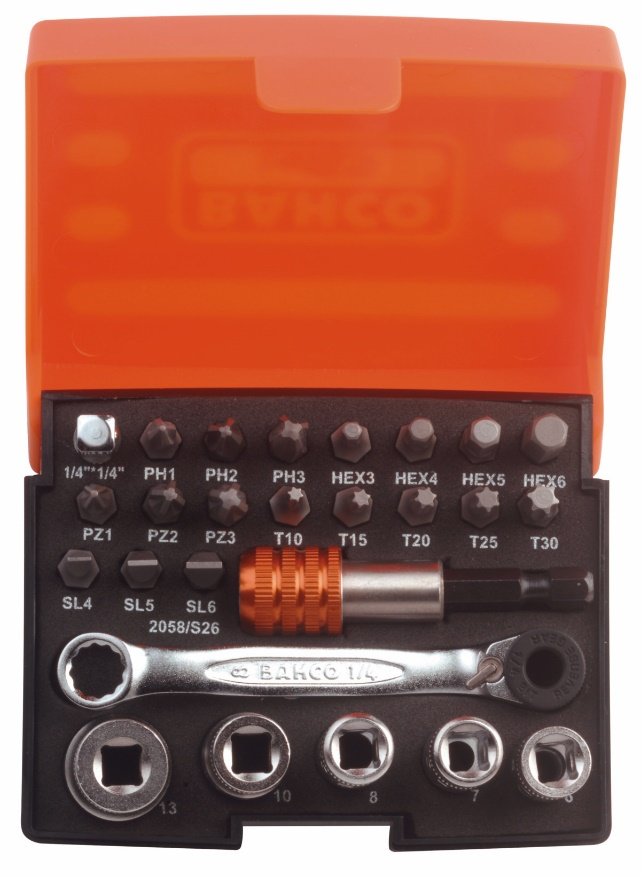 BAHCO
1/4"*1/4" PH1 PH2 PH3 HEX3 HEX4 HEX5 HEX6
PZ1 PZ2 PZ3 T10 T15 T20 T25 T30
SL4 SL5 SL6
2058/S26
8 BAHCO 1/4
13 10 8 7 6